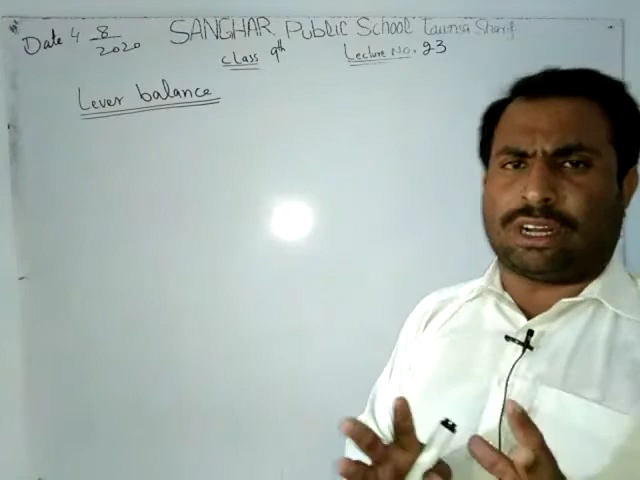 Date 4 8/2020 SANGHAR Public School Taunsa Sharif
Class 9th Lecture No. 23
Lever balance